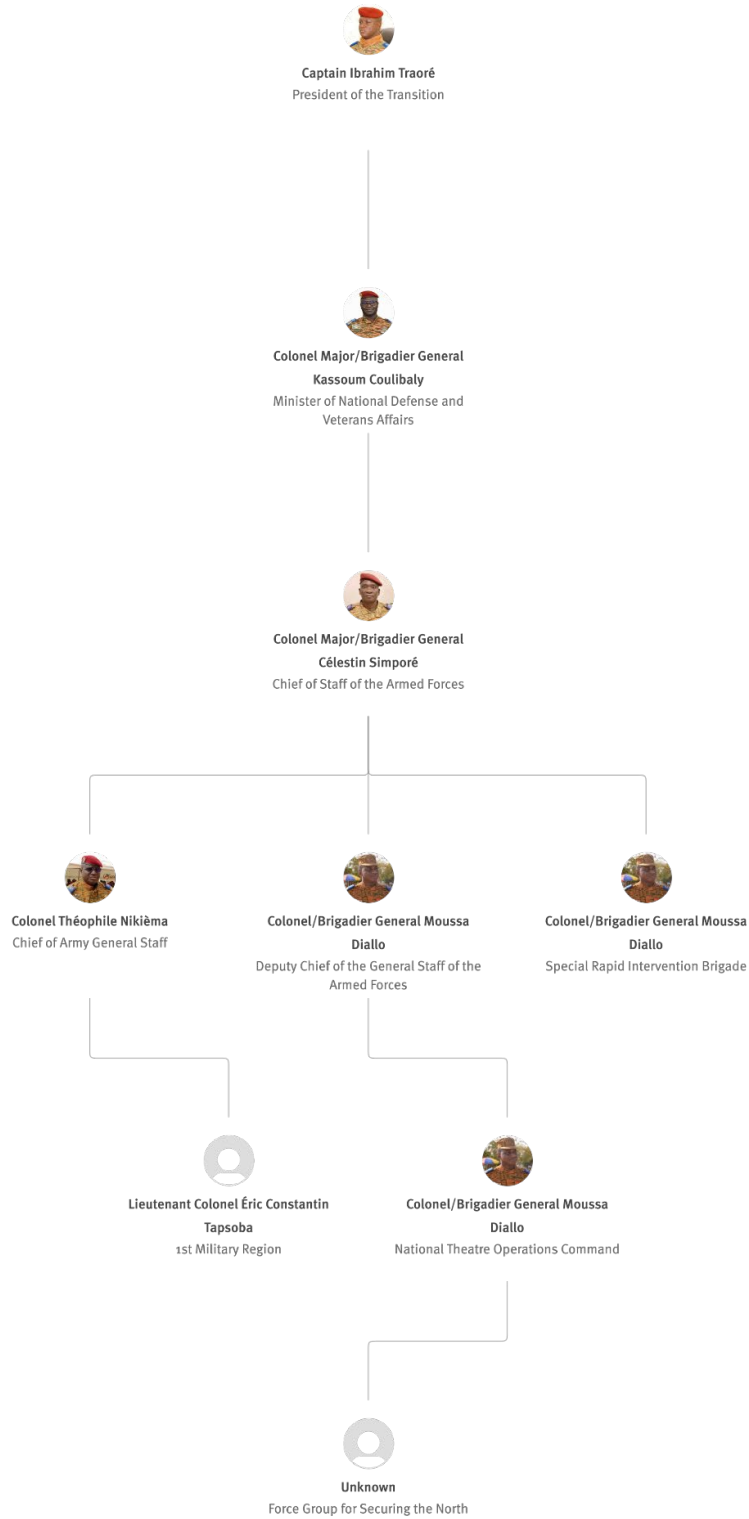 Captain Ibrahim Traoré
President of the Transition
Colonel Major/Brigadier General
Kassoum Coulibaly
Minister of National Defense and
Veterans Affairs
Colonel Major/Brigadier General
Célestin Simporé
Chief of Staff of the Armed Forces
Colonel Théophile Nikièma
Chief of Army General Staff
Colonel/Brigadier General Moussa
Diallo
Deputy Chief of the General Staff of the
Armed Forces
Colonel/Brigadier General Moussa
Diallo
Special Rapid Intervention Brigade
Lieutenant Colonel Éric Constantin
Tapsoba
1st Military Region
Colonel/Brigadier General Moussa
Diallo
National Theatre Operations Command
Unknown
Force Group for Securing the North